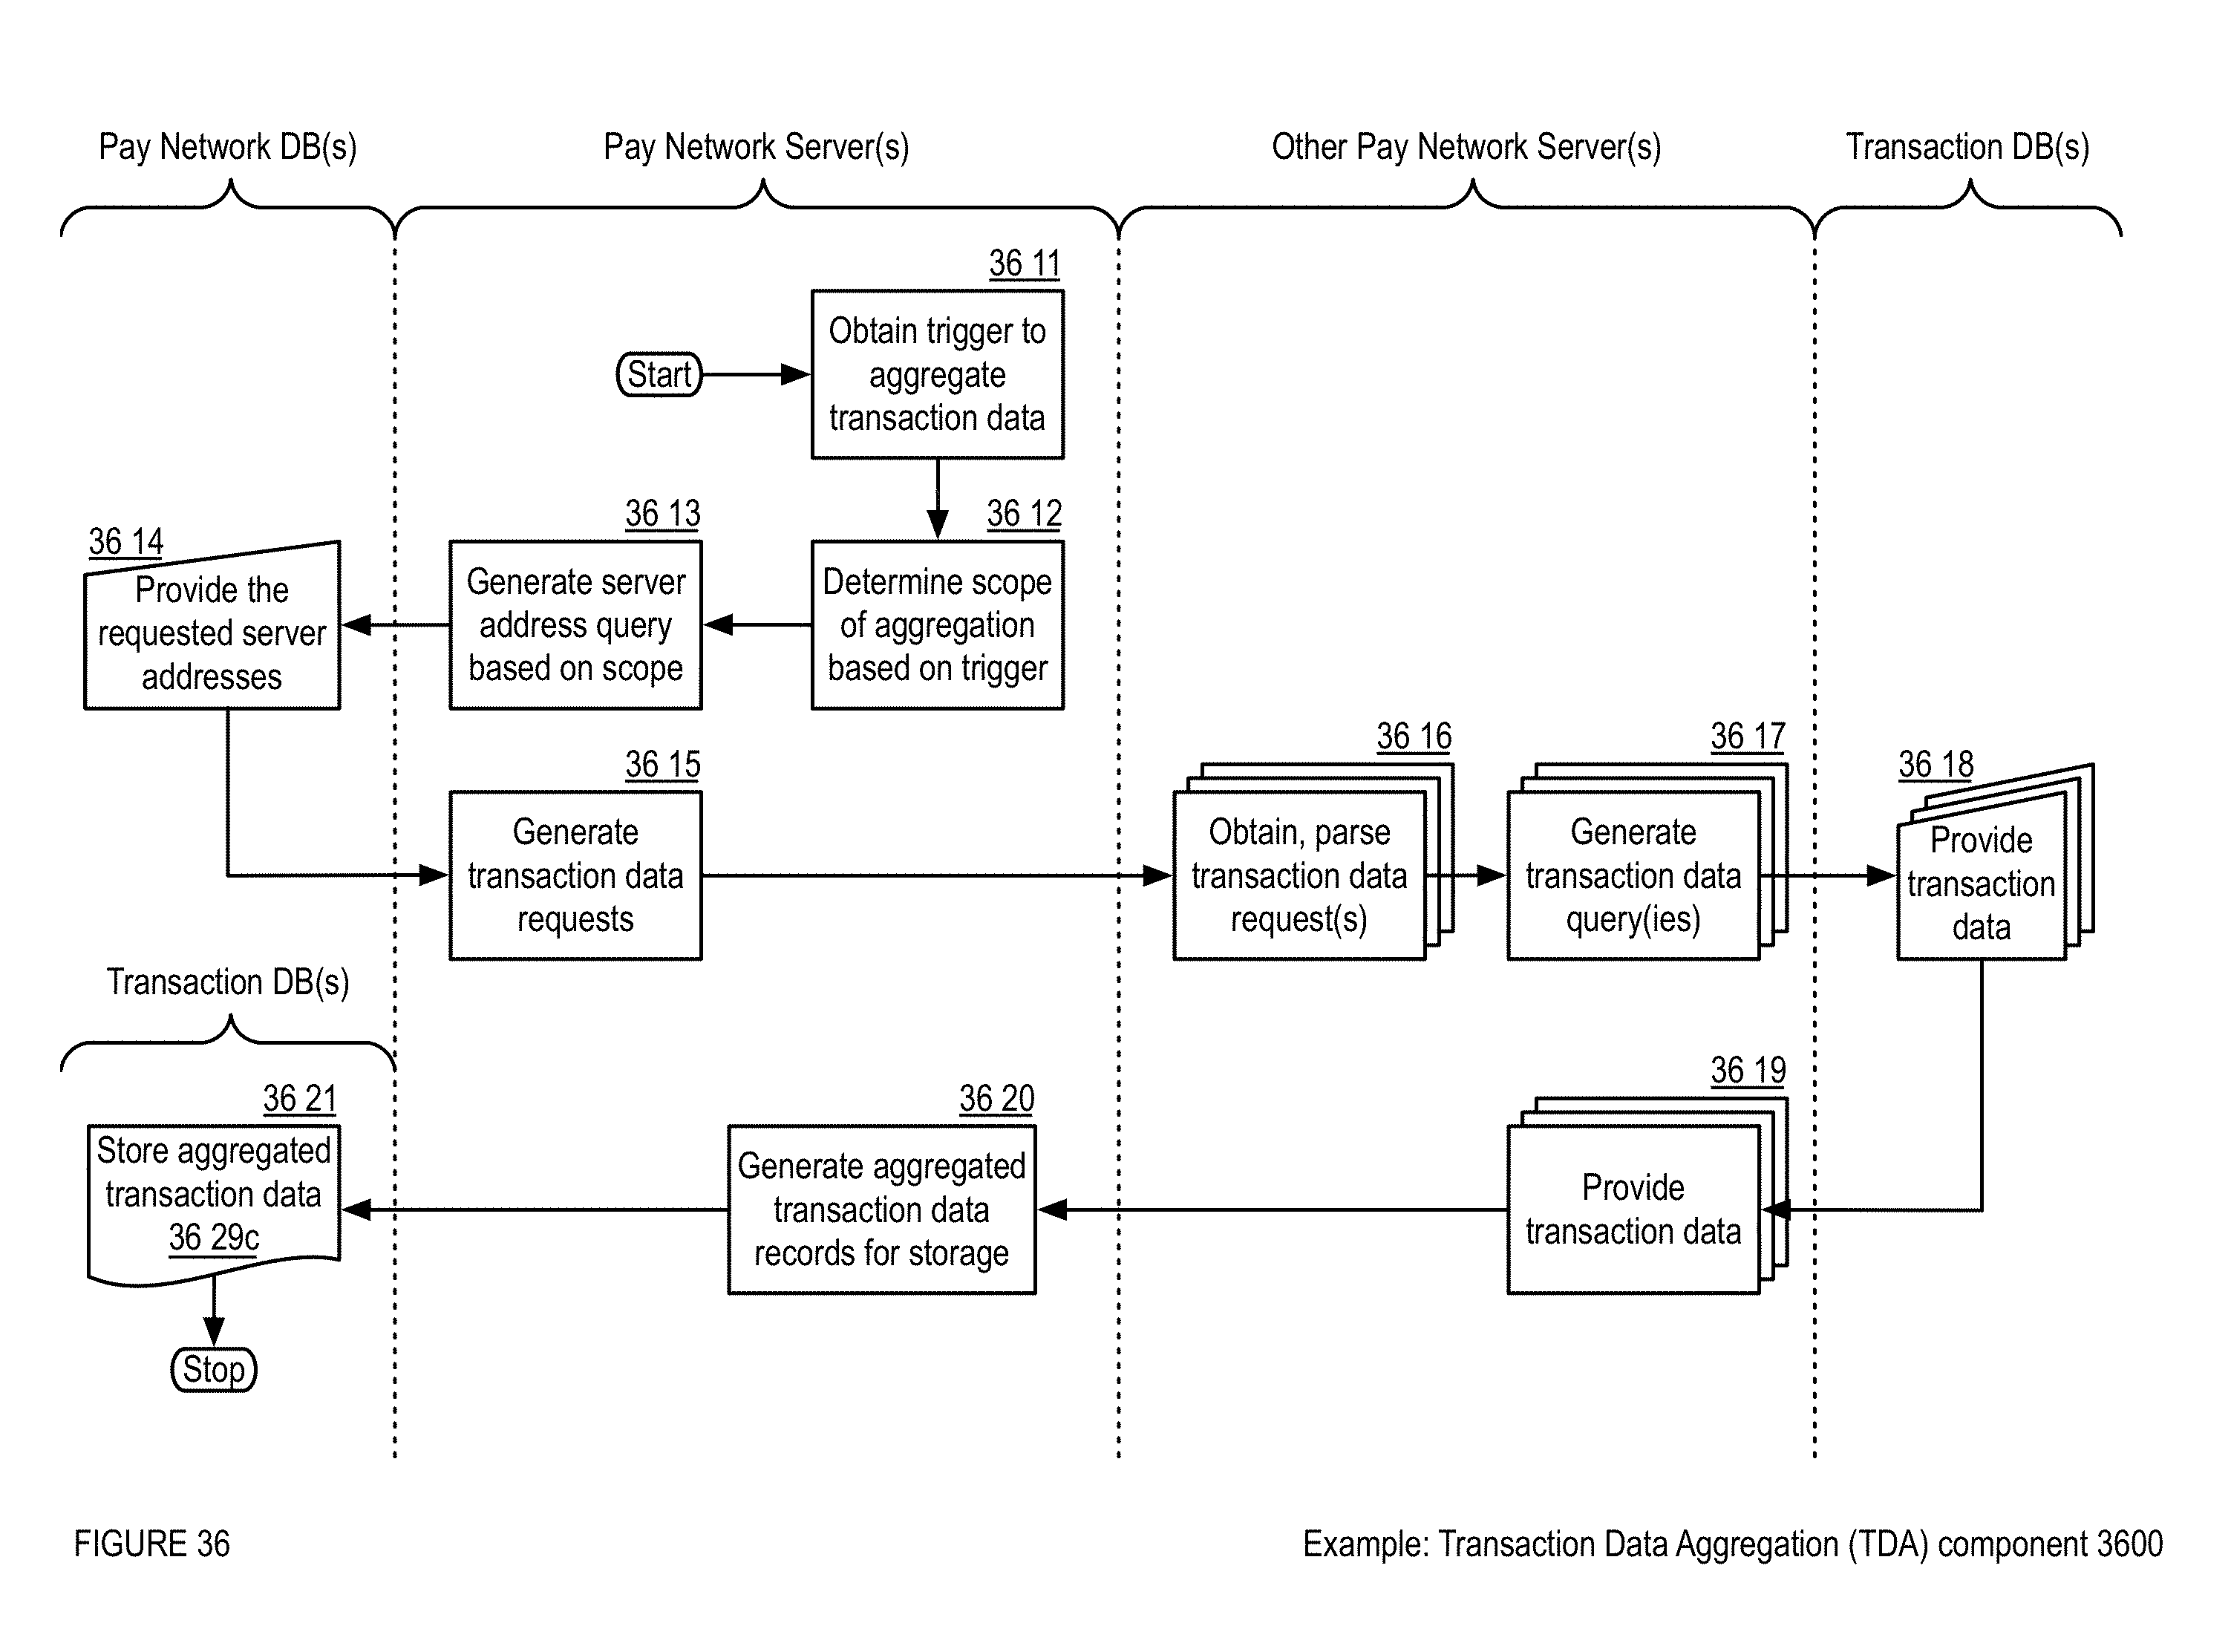 Pay Network DB(s)
Pay Network Server(s)
Other Pay Network Server(s)
Transaction DB(s)
36 11
Obtain trigger to
aggregate
transaction data
Start
36 12
Determine scope
of aggregation
based on trigger
36 13
Generate server
address query
based on scope
36 14
Provide the
requested server
addresses
36 15
Generate
transaction data
requests
36 16
Obtain, parse
transaction data
request(s)
36 17
Generate
transaction data
query(ies)
36 18
Provide
transaction
data
36 19
Provide
transaction data
36 20
Generate aggregated
transaction data
records for storage
Transaction DB(s)
36 21
Store aggregated
transaction data
36 29c
Stop
FIGURE 36
Example: Transaction Data Aggregation (TDA) component 3600